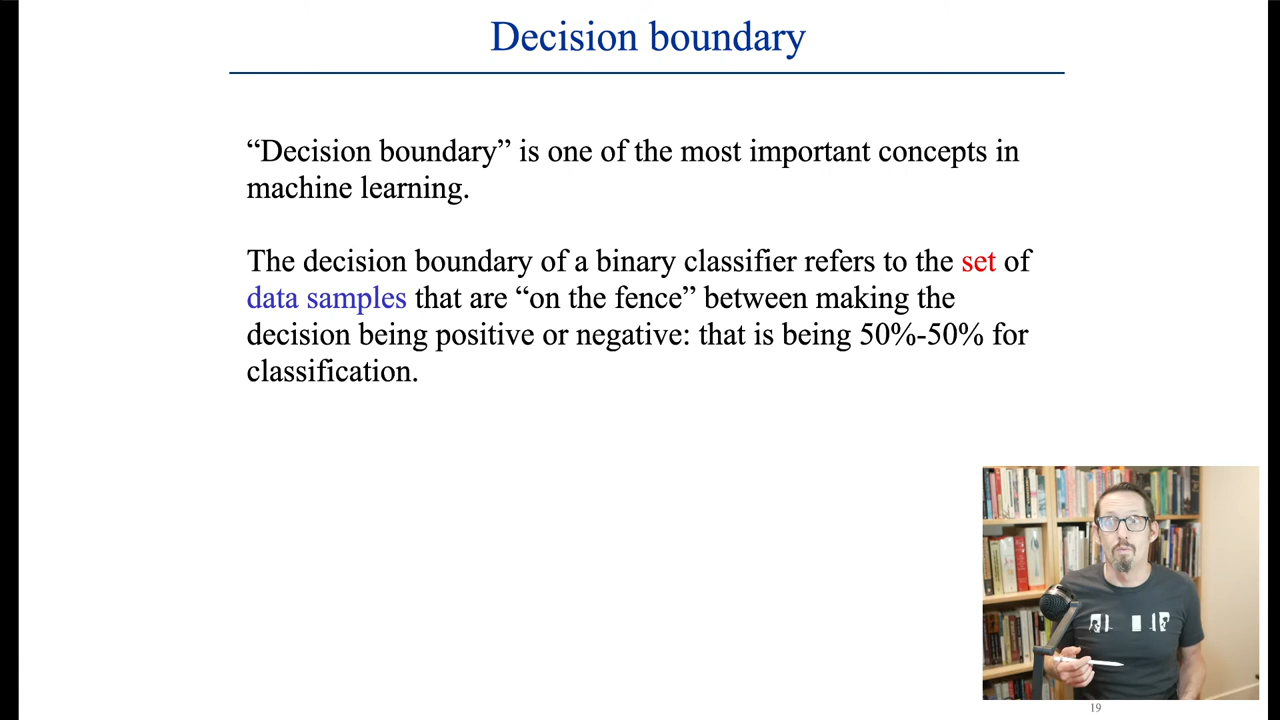 Decision boundary
“Decision boundary” is one of the most important concepts in
machine learning.
The decision boundary of a binary classifier refers to the set of
data samples that are “on the fence” between making the
decision being positive or negative: that is being 50%-50% for
classification.
19